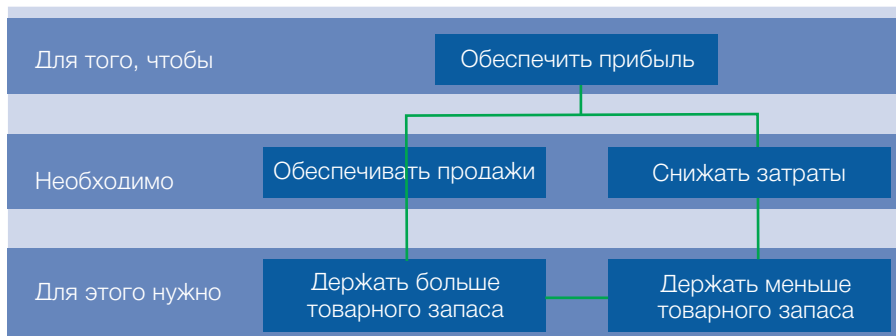 Для того, чтобы
Обеспечить прибыль
Необходимо
Обеспечивать продажи
Снижать затраты
Для этого нужно
Держать больше
товарного запаса
Держать меньше
товарного запаса